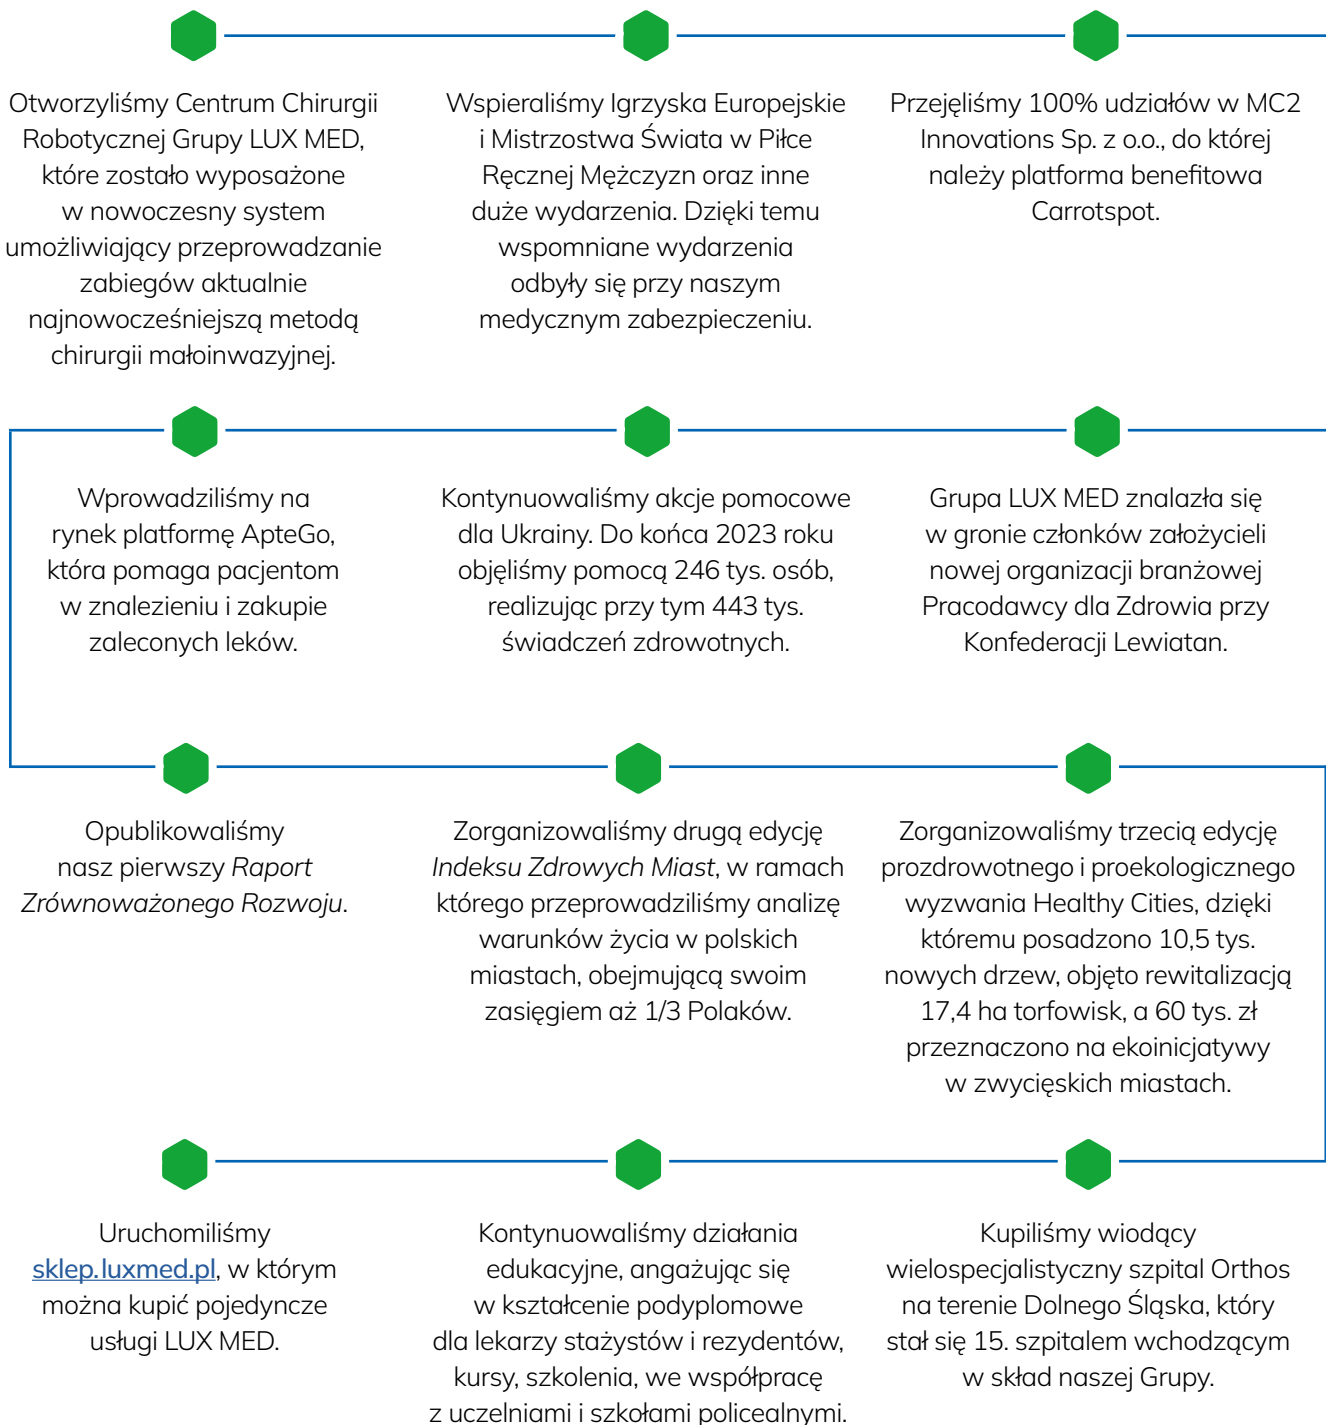 Otworzyliśmy Centrum Chirurgii
Robotycznej Grupy LUX MED,
które zostało wyposażone
w nowoczesny system
umożliwiający przeprowadzanie
zabiegów aktualnie
najnowocześniejszą metodą
chirurgii małoinwazyjnej.
Wspieraliśmy Igrzyska Europejskie
i Mistrzostwa Świata w Piłce
Ręcznej Mężczyzn oraz inne
duże wydarzenia. Dzięki temu
wspomniane wydarzenia
odbyły się przy naszym
medycznym zabezpieczeniu.
Przejęliśmy 100% udziałów w MC2
Innovations Sp. z o.o., do której
należy platforma benefitowa
Carrotspot.
Wprowadziliśmy na
rynek platformę ApteGo,
która pomaga pacjentom
w znalezieniu i zakupie
zaleconych leków.
Kontynuowaliśmy akcje pomocowe
dla Ukrainy. Do końca 2023 roku
objęliśmy pomocą 246 tys. osób,
realizując przy tym 443 tys.
świadczeń zdrowotnych.
Grupa LUX MED znalazła się
w gronie członków założycieli
nowej organizacji branżowej
Pracodawcy dla Zdrowia przy
Konfederacji Lewiatan.
Opublikowaliśmy
nasz pierwszy Raport
Zrównoważonego Rozwoju.
Zorganizowaliśmy drugą edycję
Indeksu Zdrowych Miast, w ramach
którego przeprowadziliśmy analizę
warunków życia w polskich
miastach, obejmującą swoim
zasięgiem aż 1/3 Polaków.
Zorganizowaliśmy trzecią edycję
prozdrowotnego i proekologicznego
wyzwania Healthy Cities, dzięki
któremu posadzono 10,5 tys.
nowych drzew, objęto rewitalizacją
17,4 ha torfowisk, a 60 tys. zł
przeznaczono na ekoinicjatywy
w zwycięskich miastach.
Uruchomiliśmy
sklep.luxmed.pl, w którym
można kupić pojedyncze
usługi LUX MED.
Kontynuowaliśmy działania
edukacyjne, angażując się
w kształcenie podyplomowe
dla lekarzy stażystów i rezydentów,
kursy, szkolenia, we współpracę
z uczelniami i szkołami policealnymi.
Kupiliśmy wiodący
wielospecjalistyczny szpital Orthos
na terenie Dolnego Śląska, który
stał się 15. szpitalem wchodzącym
w skład naszej Grupy.